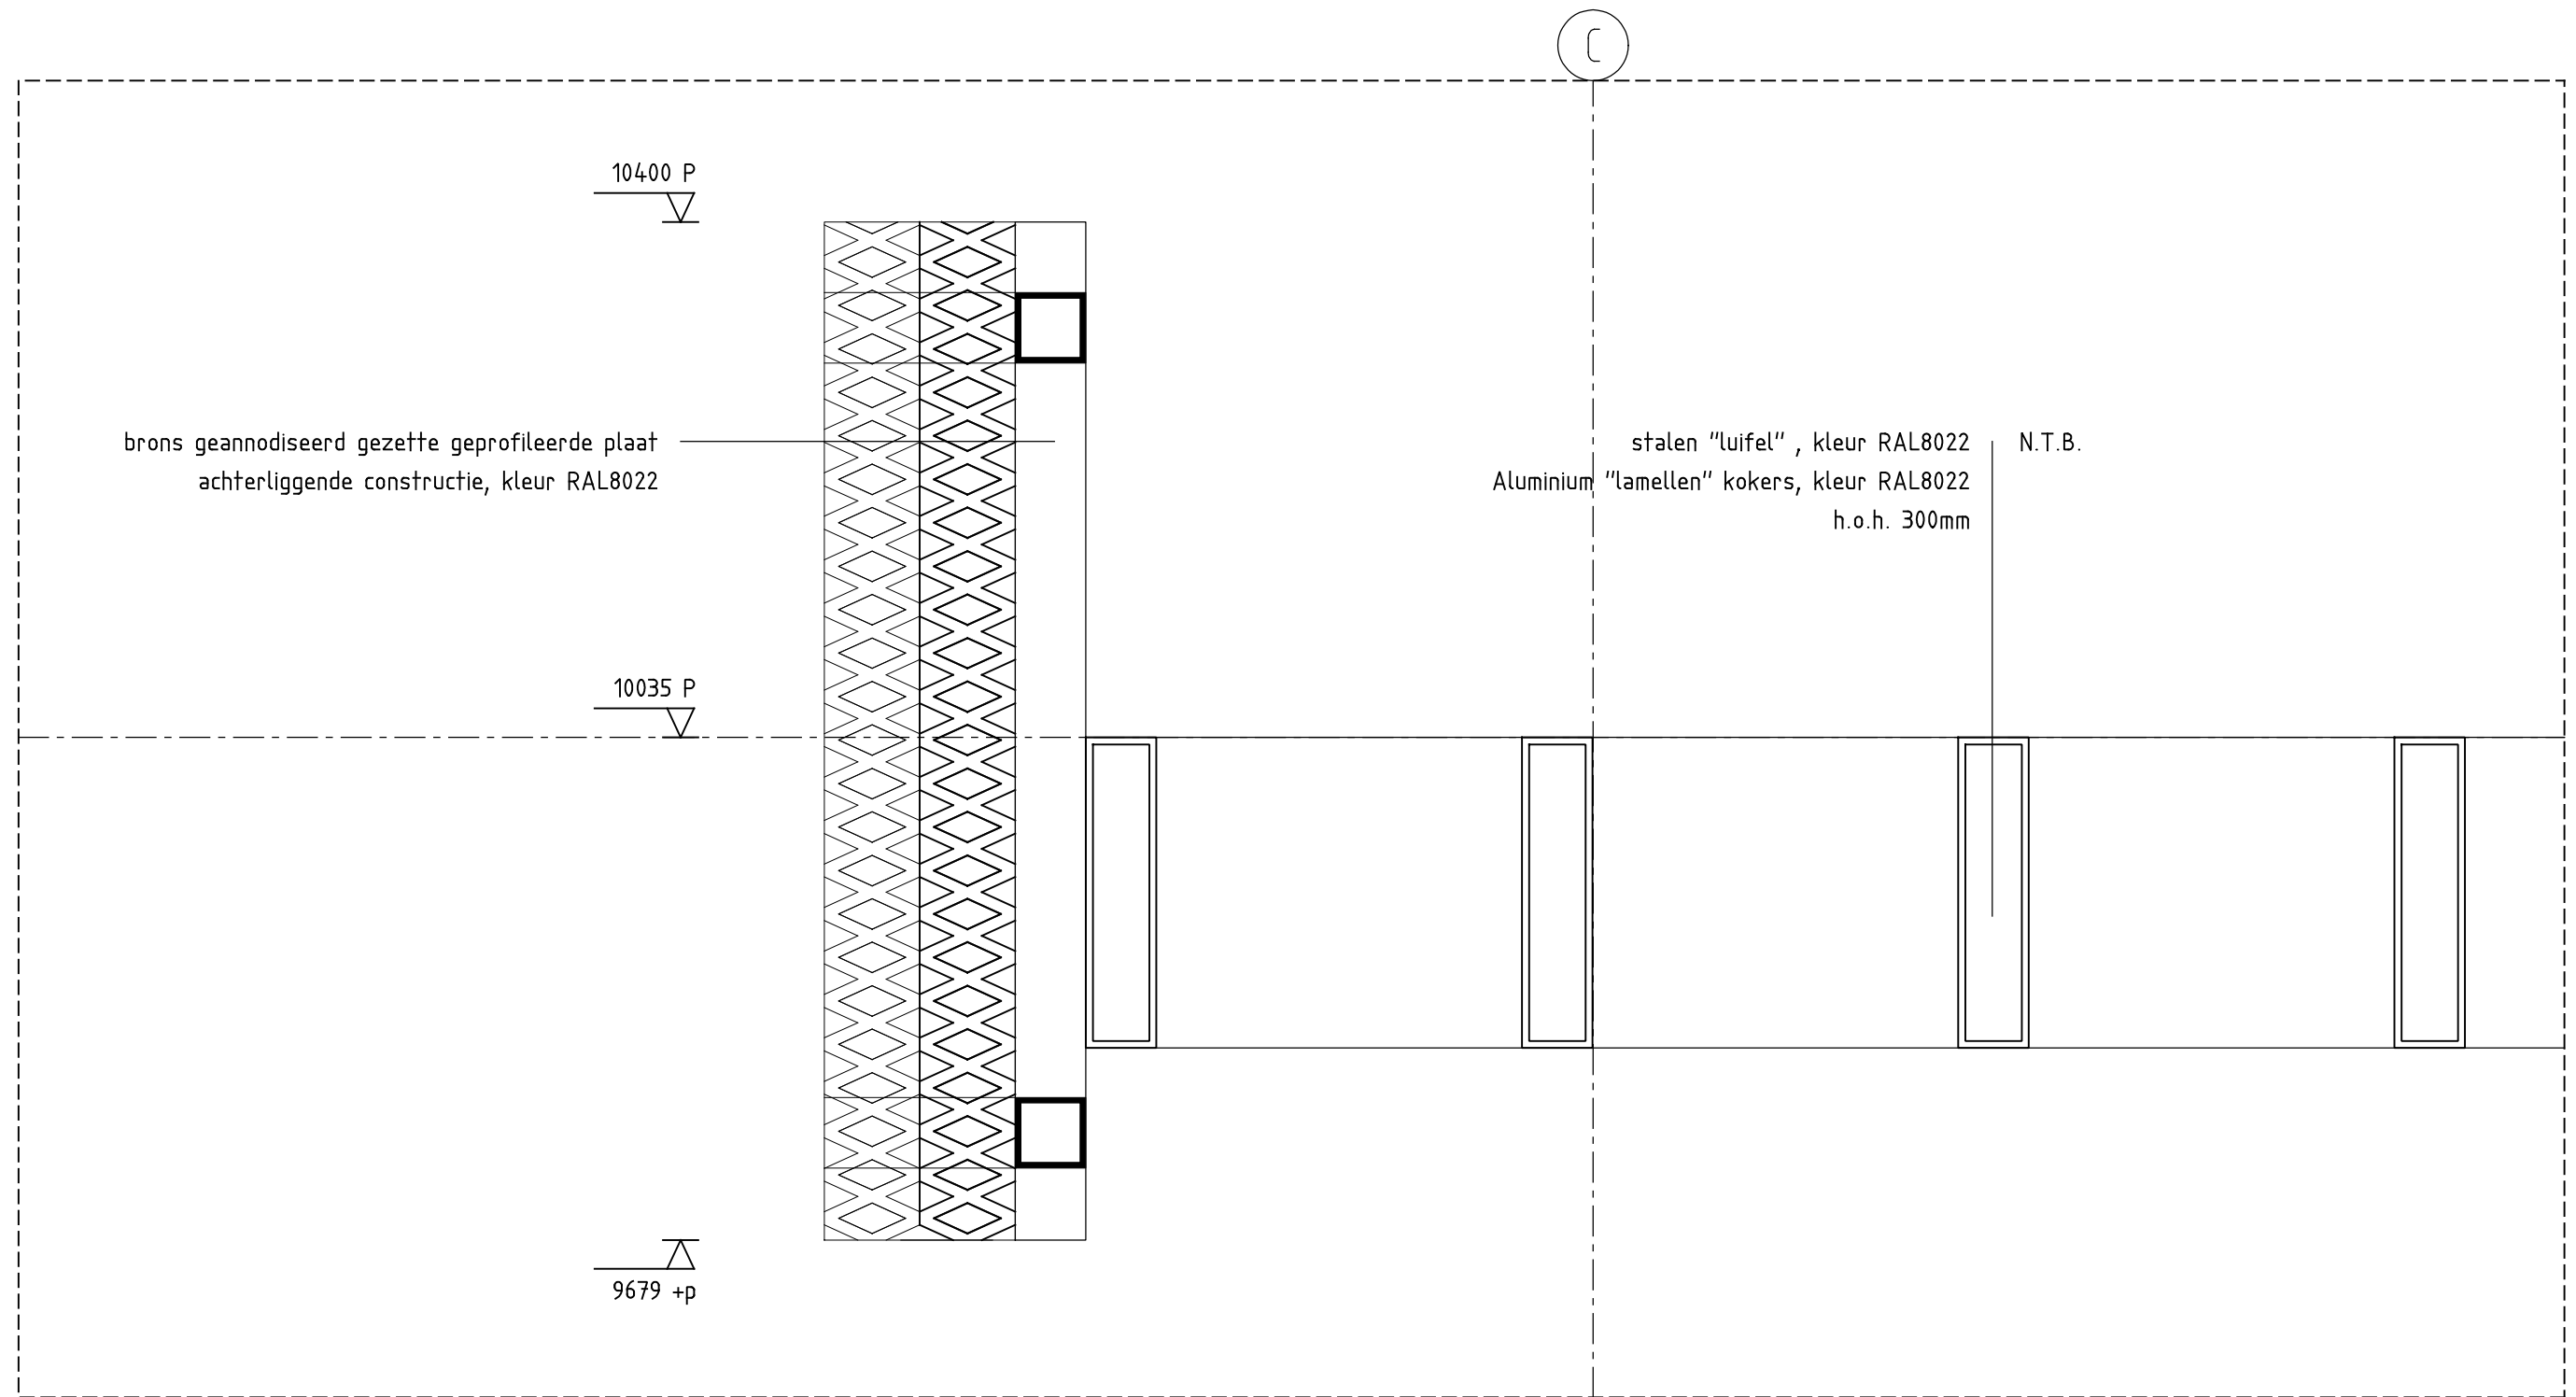 C
10400 P
brons geannodiseerd gezette geprofileerde plaat
achterliggende constructie, kleur RAL8022
stalen "luifel" , kleur RAL8022
N.T.B.
Aluminium "lamellen" kokers, kleur RAL8022
h.o.h. 300mm
10035 P
9679 +p